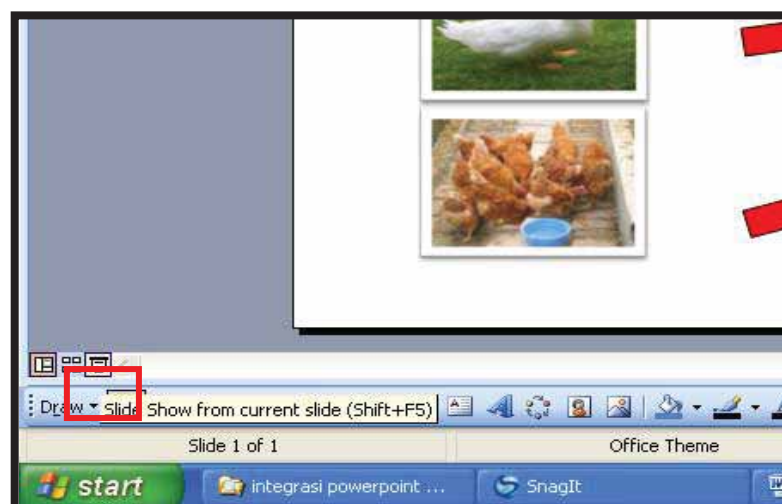 Draw
Slide Show from current slide (Shift+F5)
Slide 1 of 1 Office Theme
start integrasi powerpoint ... SnagIt